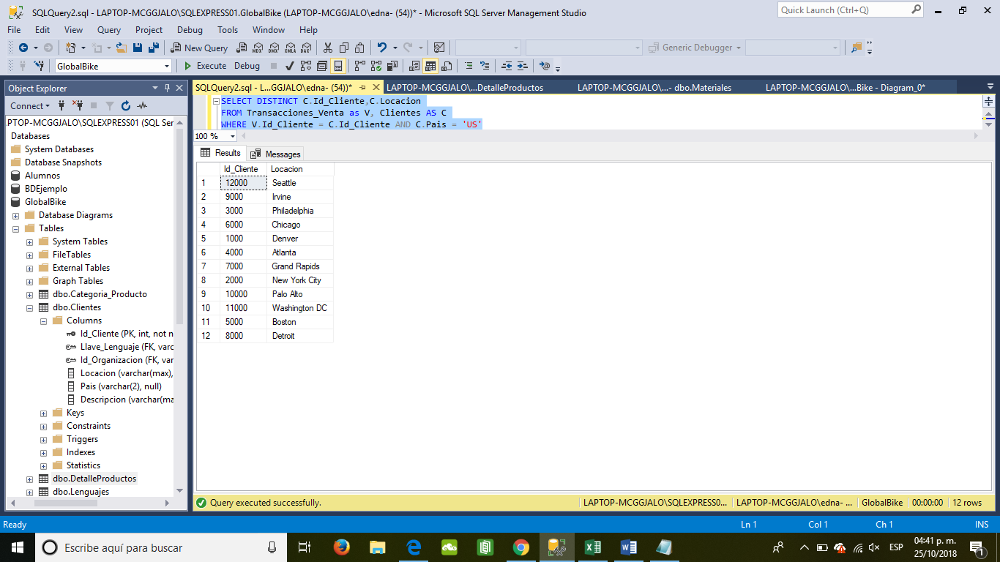 SQLQuery2.sql - LAPTOP-MCGGJALO\SQLEXPRESS01.GlobalBike (LAPTOP-MCGGJALO\edna- (54))* - Microsoft SQL Server Management Studio
Quick Launch (Ctrl+Q)
File Edit View Query Project Debug Tools Window Help
New Query
MDX DMX XMLA DAX
Generic Debugger
GlobalBike
Execute Debug
Object Explorer
SQLQuery2.sql - L...GGJALO\edna- (54))*
LAPTOP-MCGGJALO\...DetalleProductos
LAPTOP-MCGGJALO\...- dbo.Materiales
LAPTOP-MCGGJALO\...Bike - Diagram_0*
Connect
.PTOP-MCGGJALO\SQLEXPRESS01 (SQL Ser
Databases
System Databases
Database Snapshots
Alumnos
BDEjemplo
GlobalBike
Database Diagrams
Tables
System Tables
FileTables
External Tables
Graph Tables
dbo.Categoria_Producto
dbo.Clientes
Columns
Id_Cliente (PK, int, not n
Llave_Lenguaje (FK, varc
Id_Organizacion (FK, var
Locacion (varchar(max),
Pais (varchar(2), null)
Descripcion (varchar(ma
Keys
Constraints
Triggers
Indexes
Statistics
dbo.DetalleProductos
dbo.Lenguajes
SELECT DISTINCT C.Id_Cliente,C.Locacion
FROM Transacciones_Venta as V, Clientes AS C
WHERE V.Id_Cliente = C.Id_Cliente AND C.Pais = 'US'
100 %
Results Messages
Id_Cliente Locacion
1 12000 Seattle
2 9000 Irvine
3 3000 Philadelphia
4 6000 Chicago
5 1000 Denver
6 4000 Atlanta
7 7000 Grand Rapids
8 2000 New York City
9 10000 Palo Alto
10 11000 Washington DC
11 5000 Boston
12 8000 Detroit
Query executed successfully.
LAPTOP-MCGGJALO\SQLEXPRESS0... LAPTOP-MCGGJALO\edna- ... GlobalBike 00:00:00 12 rows
Ready Ln 1 Col 1 Ch 1 INS
Escribe aquí para buscar
ESP
04:41 p. m.
25/10/2018
1